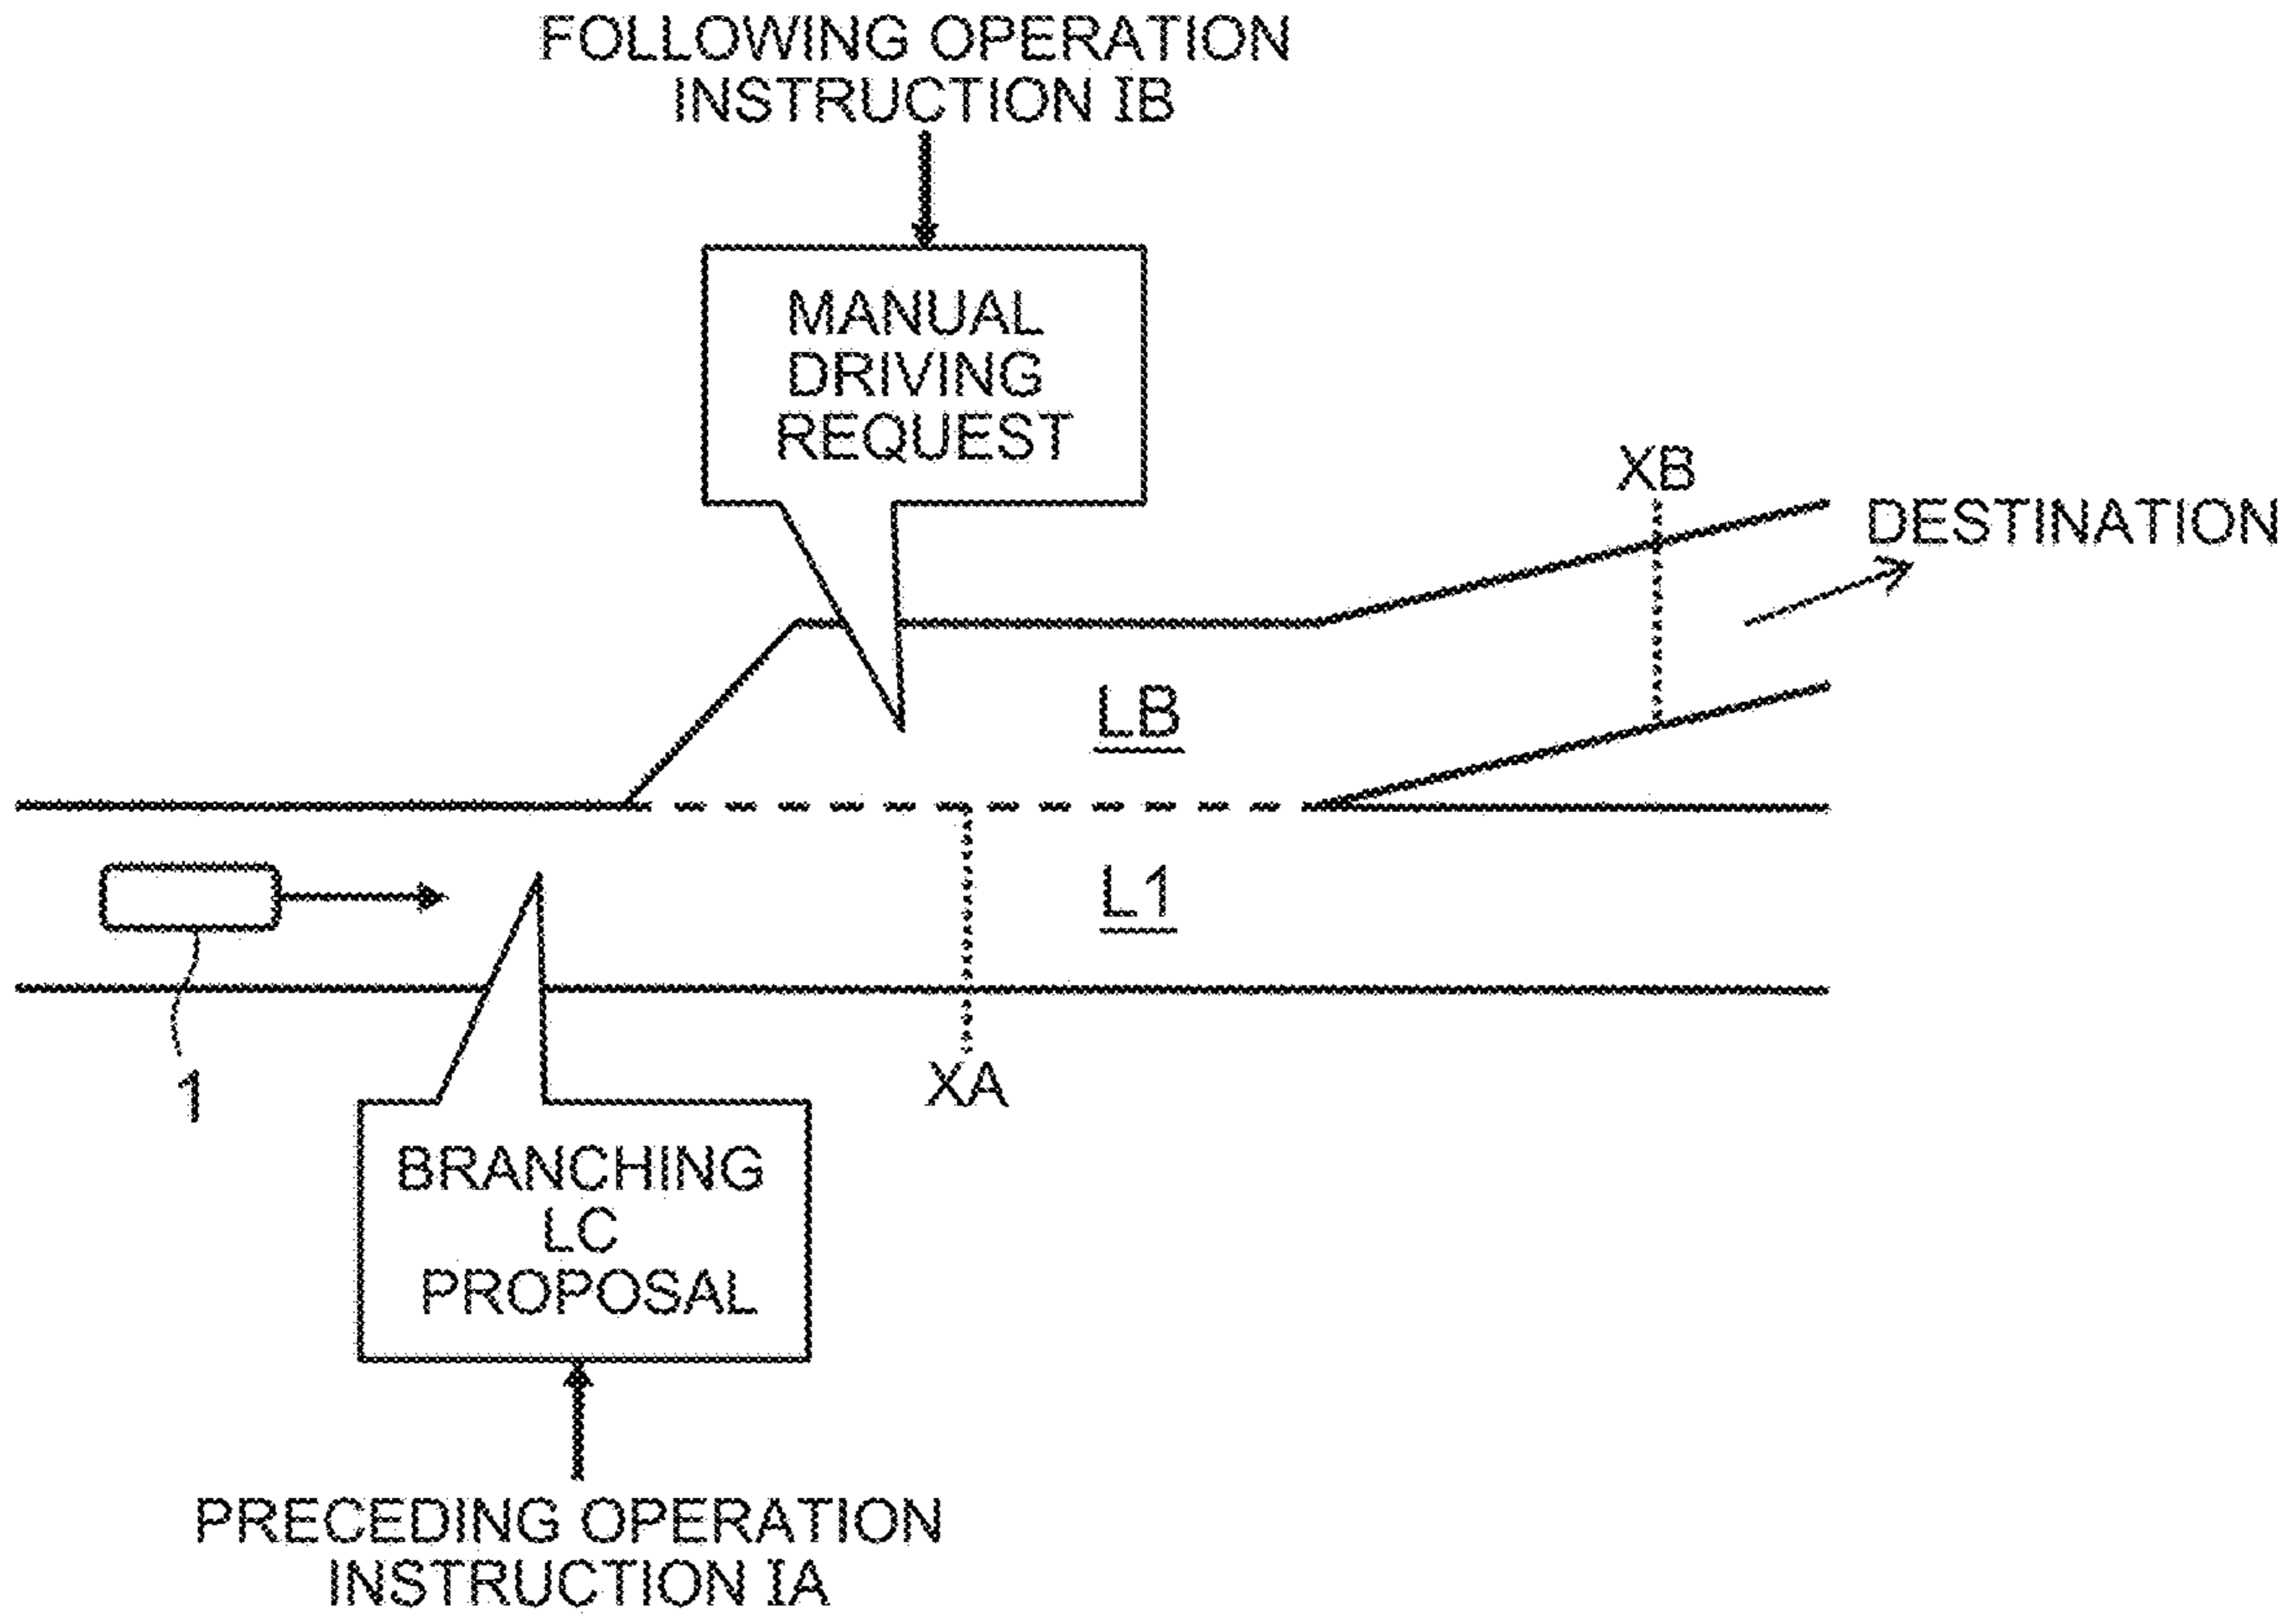 FOLLOWING OPERATION
INSTRUCTION IB
MANUAL
DRIVING
REQUEST
XB
DESTINATION
LB
L1
1
XA
BRANCHING
LC
PROPOSAL
PRECEDING OPERATION
INSTRUCTION IA